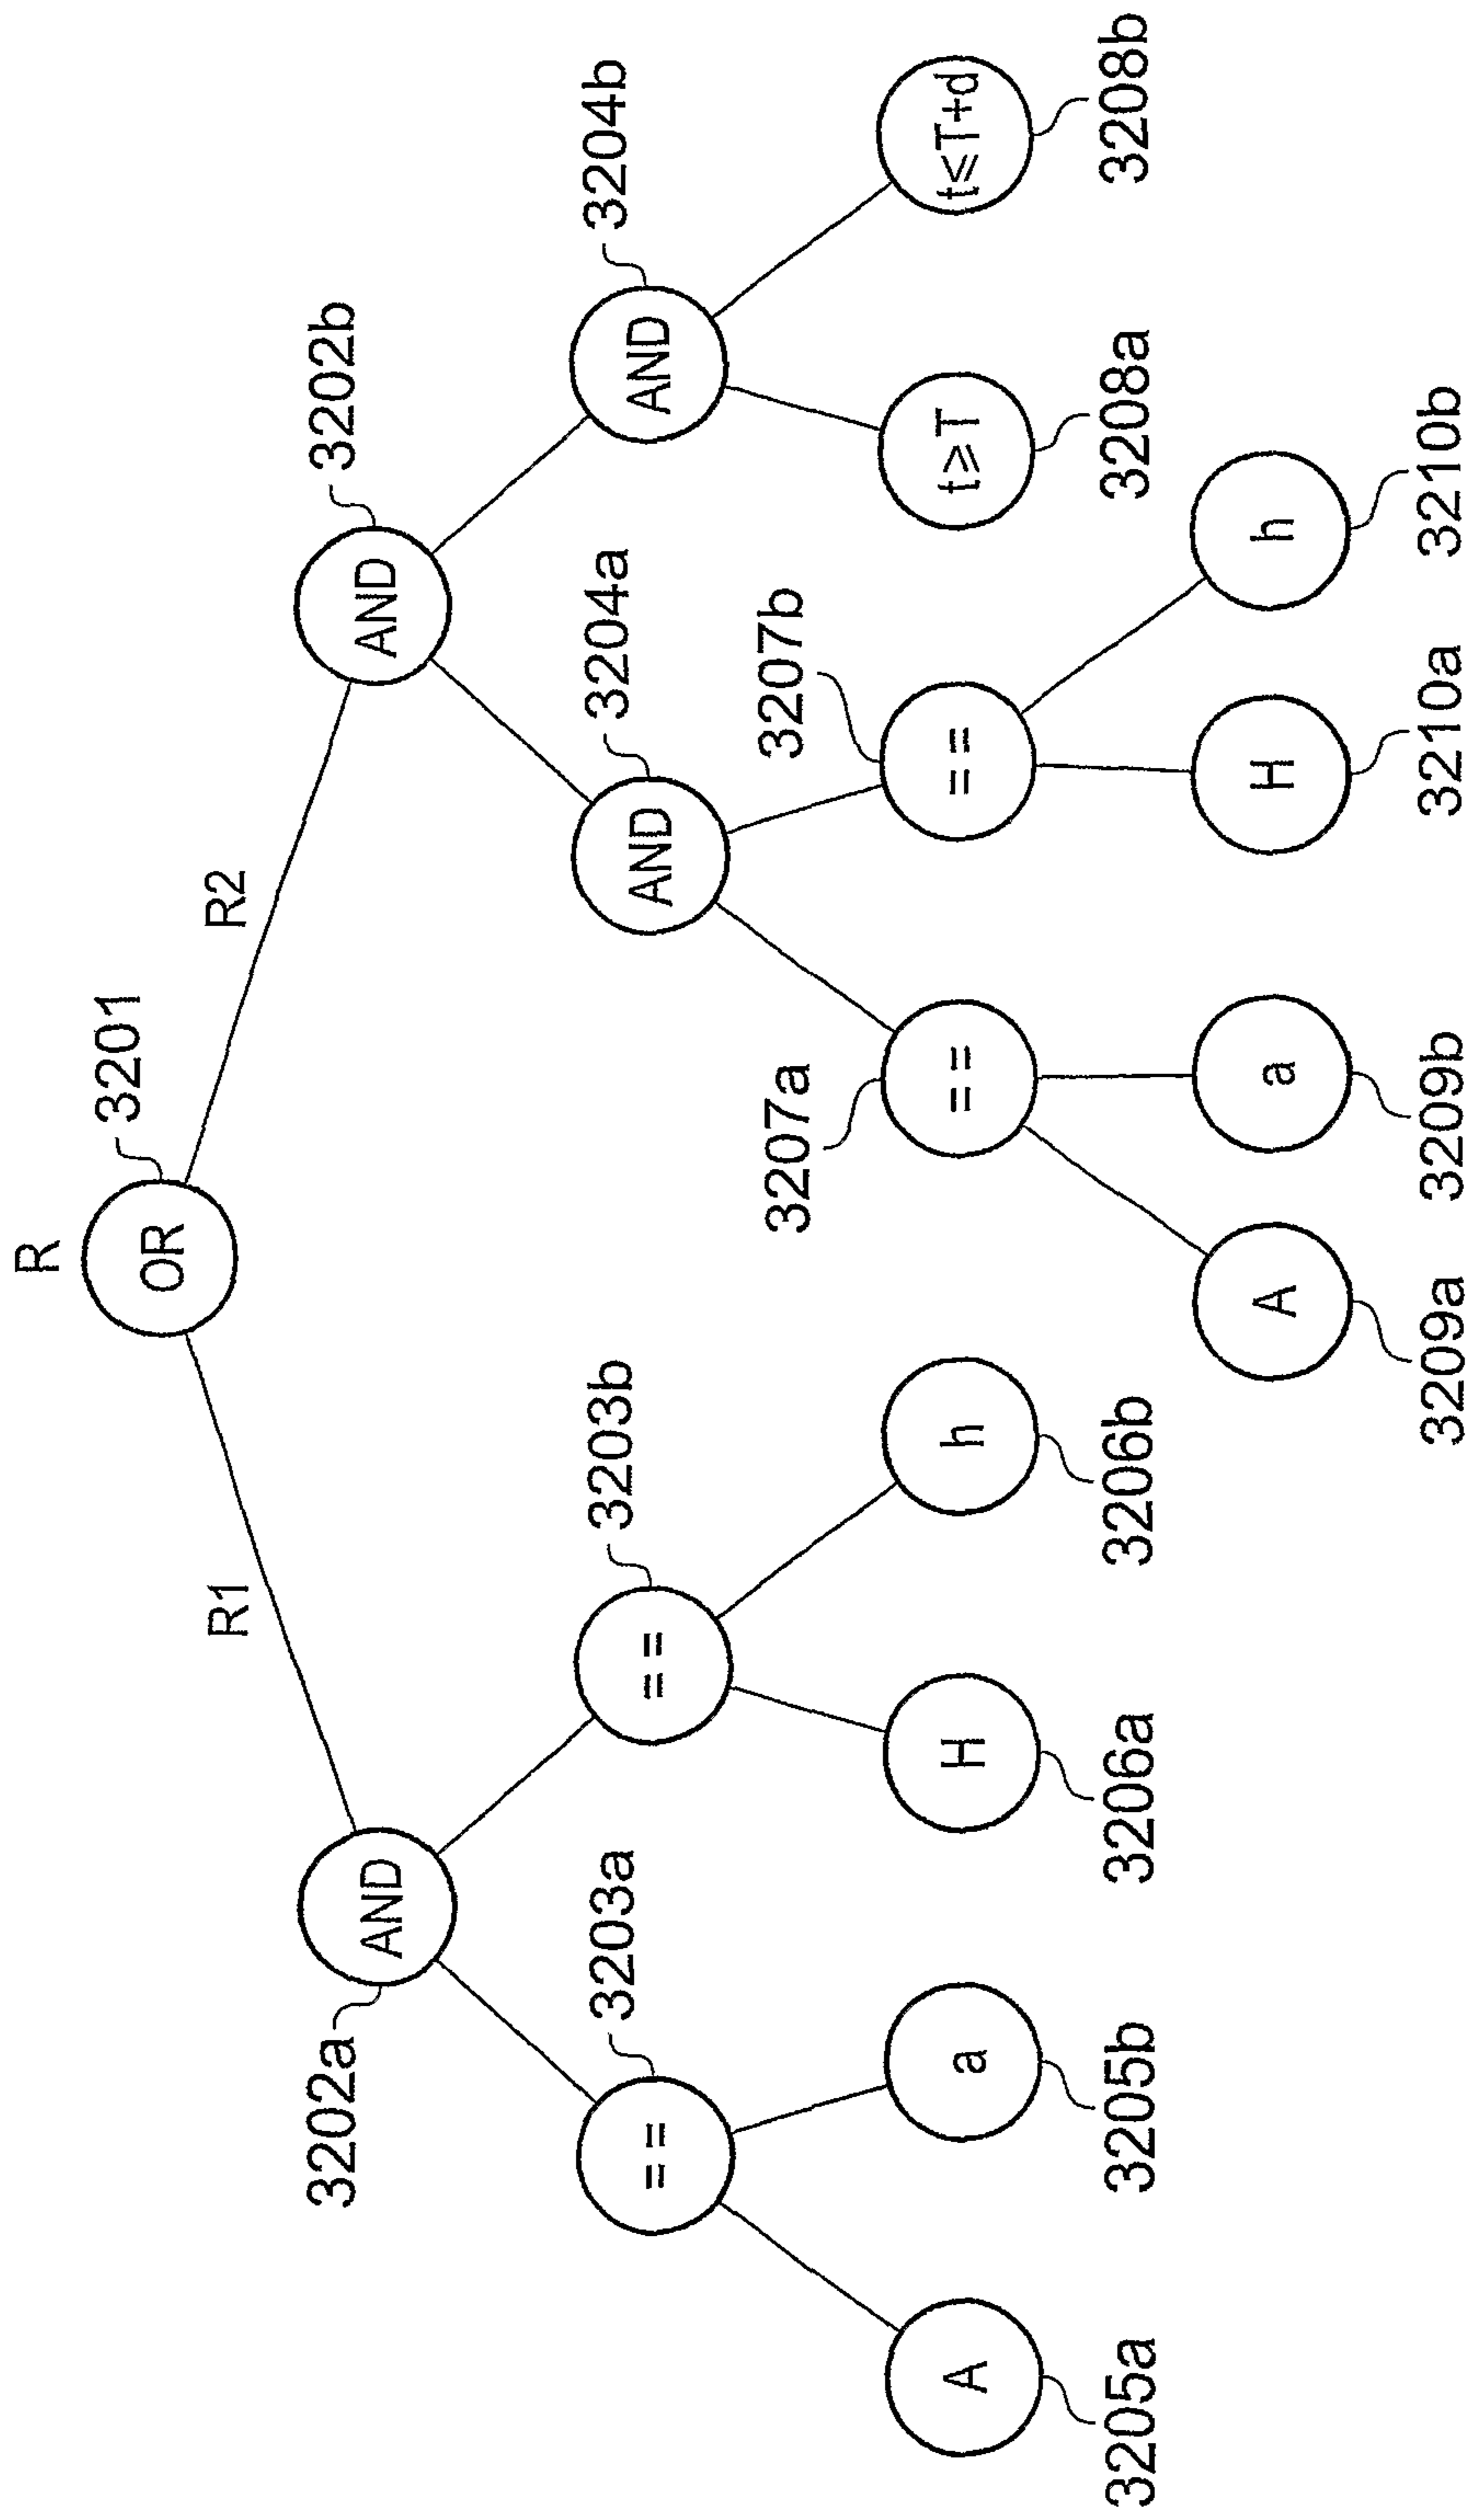 R
3201
OR
R1
R2
3202a
AND
3202b
AND
3203a
==
3203b
==
3204a
AND
3204b
AND
3207a
3207b
A
a
H
h
==
==
t≥T
t≤T+d
3205a
3205b
3206a
3206b
3208a
3208b
A
a
H
h
3209a
3209b
3210a
3210b